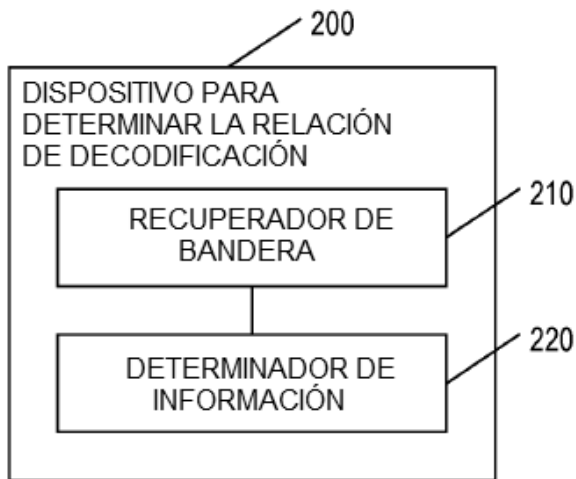 200
DISPOSITIVO PARA
DETERMINAR LA RELACIÓN
DE DECODIFICACIÓN
210
RECUPERADOR DE
BANDERA
220
DETERMINADOR DE
INFORMACIÓN